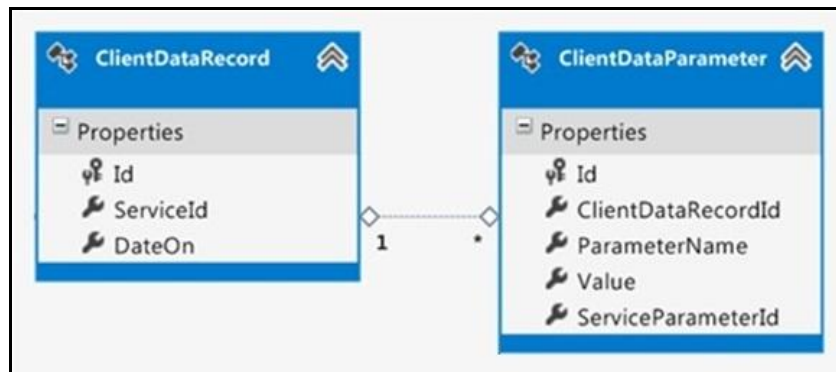 ClientDataRecord
Properties
Id
ServiceId
DateOn
1
*
ClientDataParameter
Properties
Id
ClientDataRecordId
ParameterName
Value
ServiceParameterId